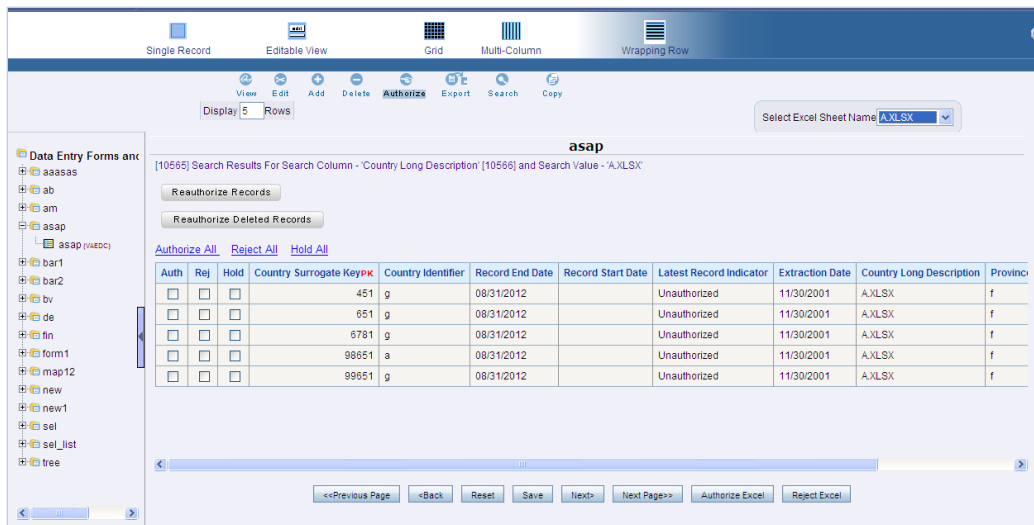 Single Record Editable View Grid Multi-Column Wrapping Row
View Edit Add Delete Authorize Export Search Copy
Display 5 Rows
Select Excel Sheet Name A.XLSX
Data Entry Forms and
aaasas
ab
am
asap
asap (VAEDC)
bar1
bar2
bv
de
fin
form1
map12
new
new1
sel
sel_list
tree
asap
[10565] Search Results For Search Column - 'Country Long Description' [10566] and Search Value - 'A.XLSX'
Reauthorize Records
Reauthorize Deleted Records
Authorize All Reject All Hold All
Auth Rej Hold Country Surrogate KeyPK Country Identifier Record End Date Record Start Date Latest Record Indicator Extraction Date Country Long Description Province
451 g 08/31/2012 Unauthorized 11/30/2001 A.XLSX f
651 g 08/31/2012 Unauthorized 11/30/2001 A.XLSX f
6781 g 08/31/2012 Unauthorized 11/30/2001 A.XLSX f
98651 a 08/31/2012 Unauthorized 11/30/2001 A.XLSX f
99651 g 08/31/2012 Unauthorized 11/30/2001 A.XLSX f
<<Previous Page <Back Reset Save Next> Next Page>> Authorize Excel Reject Excel